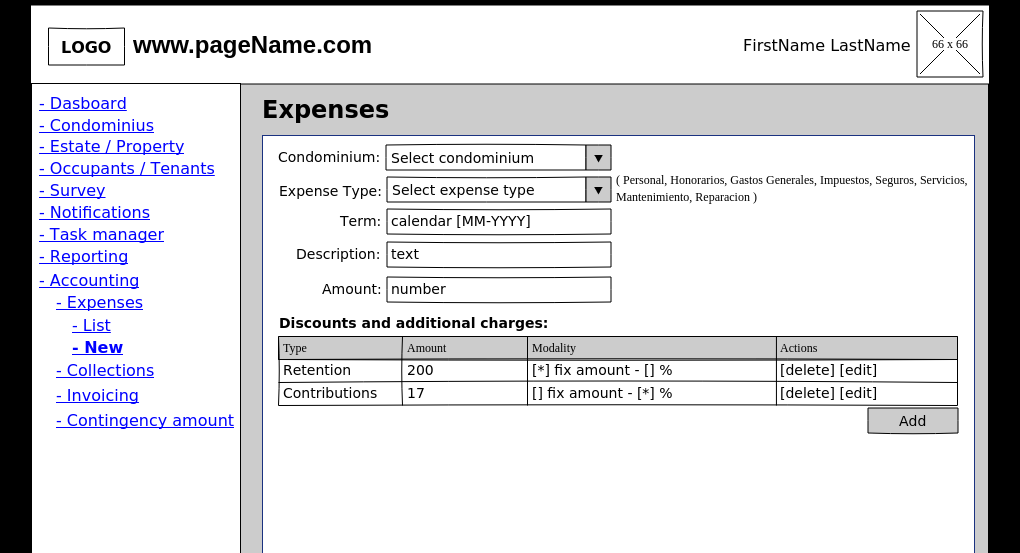 LOGO www.pageName.com FirstName LastName 66 x 66
- Dasboard
- Condominius
- Estate / Property
- Occupants / Tenants
- Survey
- Notifications
- Task manager
- Reporting
- Accounting
- Expenses
- List
- New
- Collections
- Invoicing
- Contingency amount
Expenses
Condominium: Select condominium ▼
Expense Type: Select expense type ▼
( Personal, Honorarios, Gastos Generales, Impuestos, Seguros, Servicios,
Mantenimiento, Reparacion )
Term: calendar [MM-YYYY]
Description: text
Amount: number
Discounts and additional charges:
Type Amount Modality Actions
Retention 200 [*] fix amount - [] % [delete] [edit]
Contributions 17 [] fix amount - [*] % [delete] [edit]
Add